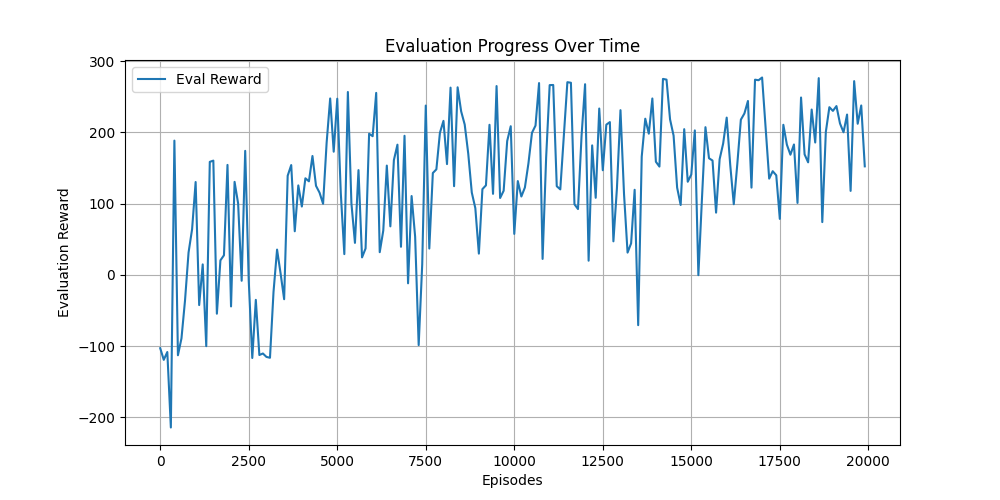 Evaluation Progress Over Time
Eval Reward
Evaluation Reward
300
200
100
0
−100
−200
0 2500 5000 7500 10000 12500 15000 17500 20000
Episodes